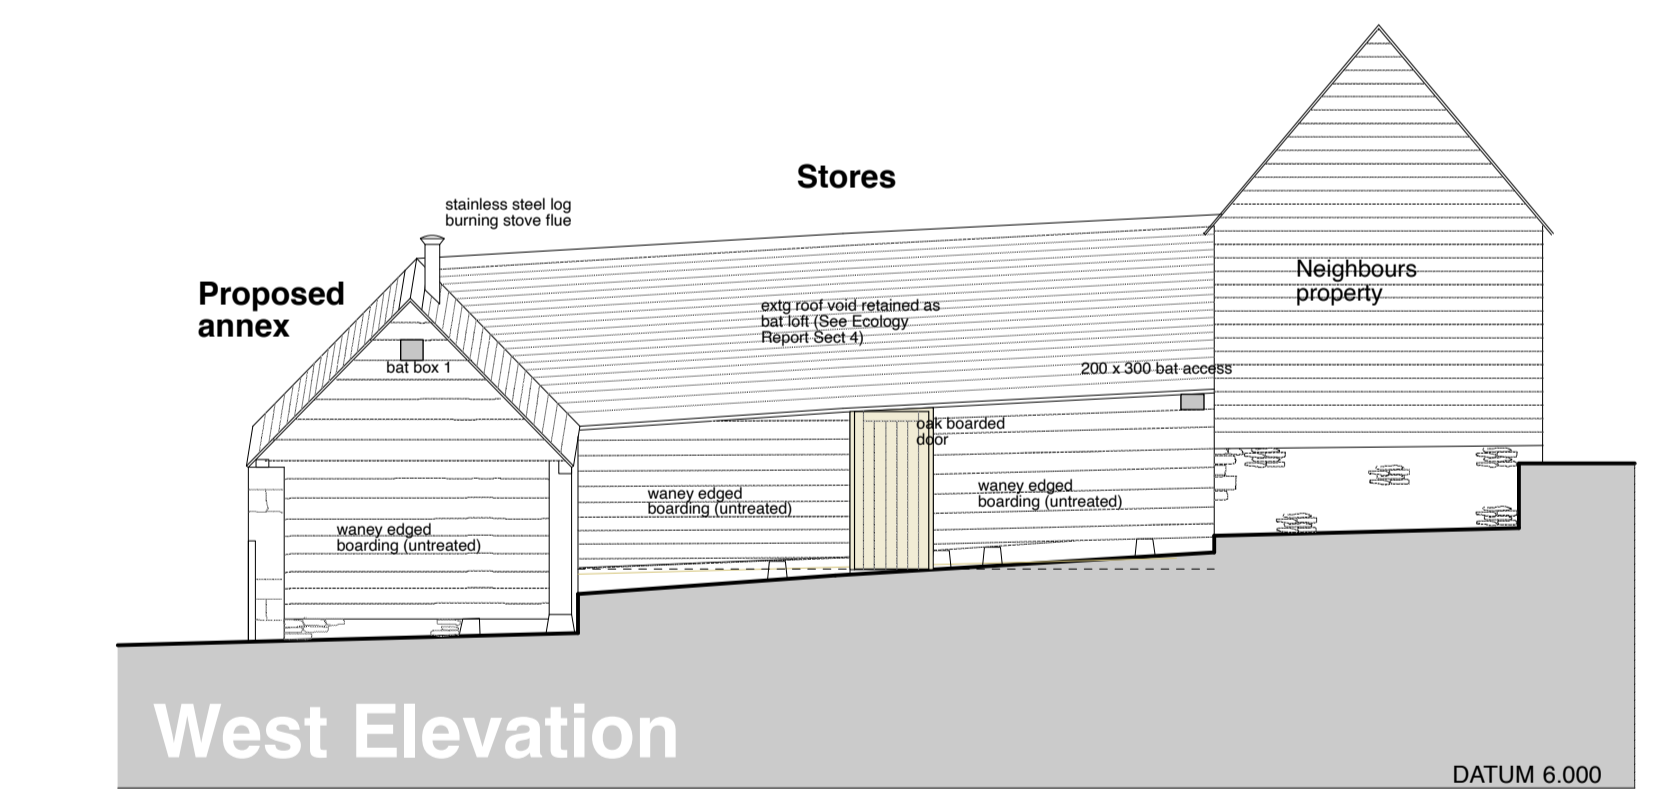 Stores
stainless steel log
burning stove flue
Proposed
annex
Neighbours
property
extg roof void retained as
bat loft (See Ecology
Report Sect 4)
bat box 1
200 x 300 bat access
oak boarded
door
waney edged
boarding (untreated)
waney edged
boarding (untreated)
waney edged
boarding (untreated)
West Elevation
DATUM 6.000